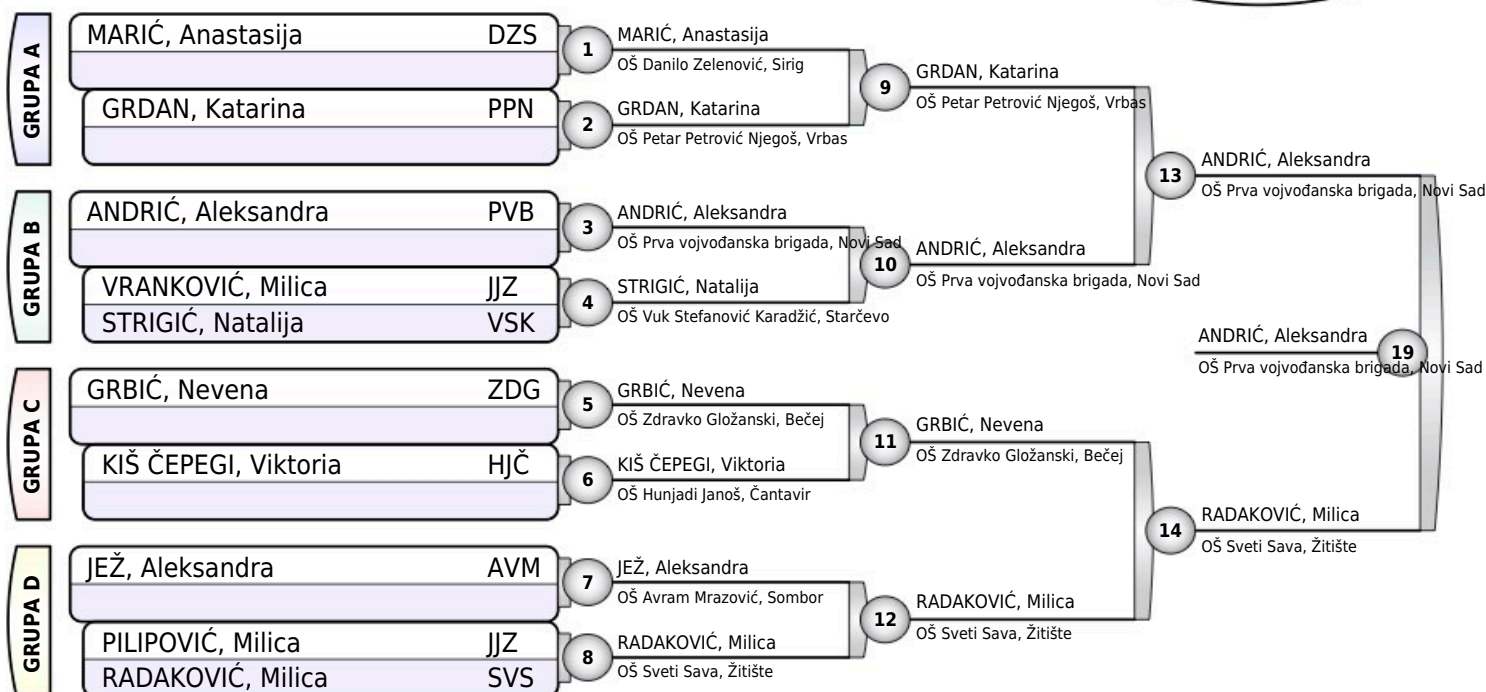 GRUPA A
MARIĆ, Anastasija DZS
GRDAN, Katarina PPN
GRUPA B
ANDRIĆ, Aleksandra PVB
VRANKOVIĆ, Milica JJZ
STRIGIĆ, Natalija VSK
GRUPA C
GRBIĆ, Nevena ZDG
KIŠ ČEPEGI, Viktoria HJČ
GRUPA D
JEŽ, Aleksandra AVM
PILIPOVIĆ, Milica JJZ
RADAKOVIĆ, Milica SVS
1
MARIĆ, Anastasija
OŠ Danilo Zelenović, Sirig
2
GRDAN, Katarina
OŠ Petar Petrović Njegoš, Vrbas
3
ANDRIĆ, Aleksandra
OŠ Prva vojvođanska brigada, Novi Sad
4
STRIGIĆ, Natalija
OŠ Vuk Stefanović Karadžić, Starčevo
5
GRBIĆ, Nevena
OŠ Zdravko Gložanski, Bečej
6
KIŠ ČEPEGI, Viktoria
OŠ Hunjadi Janoš, Čantavir
7
JEŽ, Aleksandra
OŠ Avram Mrazović, Sombor
8
RADAKOVIĆ, Milica
OŠ Sveti Sava, Žitište
9
GRDAN, Katarina
OŠ Petar Petrović Njegoš, Vrbas
10
ANDRIĆ, Aleksandra
OŠ Prva vojvođanska brigada, Novi Sad
11
GRBIĆ, Nevena
OŠ Zdravko Gložanski, Bečej
12
RADAKOVIĆ, Milica
OŠ Sveti Sava, Žitište
13
ANDRIĆ, Aleksandra
OŠ Prva vojvođanska brigada, Novi Sad
14
RADAKOVIĆ, Milica
OŠ Sveti Sava, Žitište
ANDRIĆ, Aleksandra
19
OŠ Prva vojvođanska brigada, Novi Sad